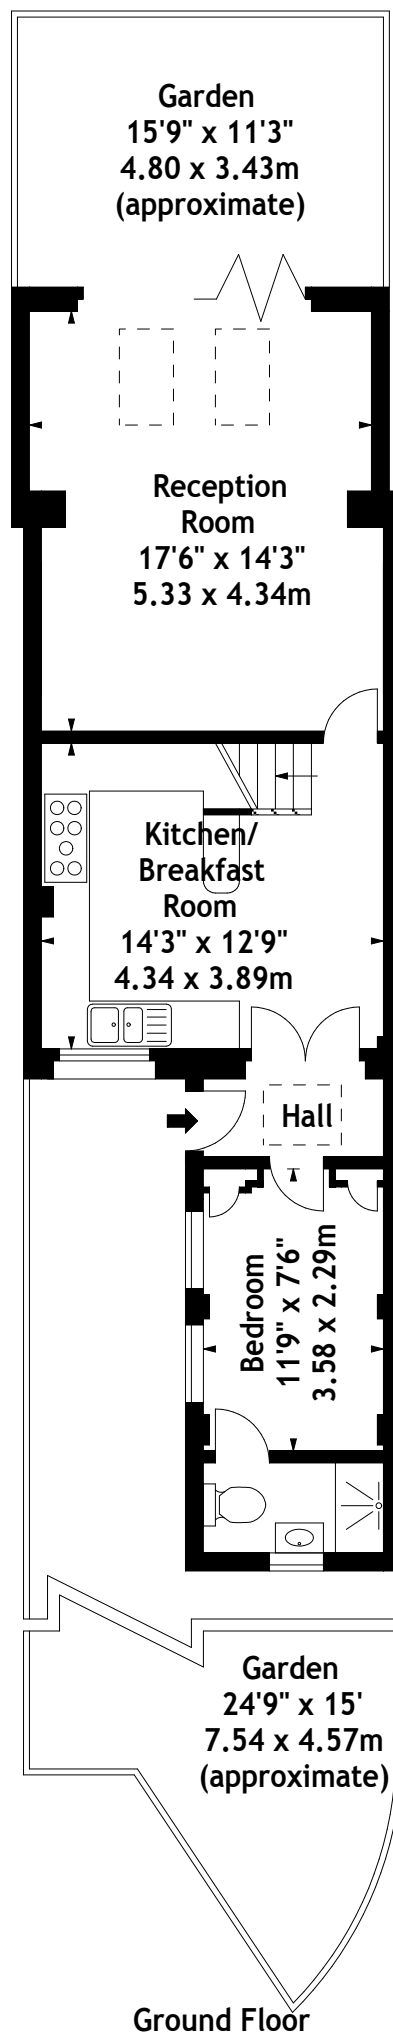 Garden
15'9" x 11'3"
4.80 x 3.43m
(approximate)
Reception
Room
17'6" x 14'3"
5.33 x 4.34m
Kitchen/
Breakfast
Room
14'3" x 12'9"
4.34 x 3.89m
Hall
Bedroom
11'9" x 7'6"
3.58 x 2.29m
Garden
24'9" x 15'
7.54 x 4.57m
(approximate)
Ground Floor